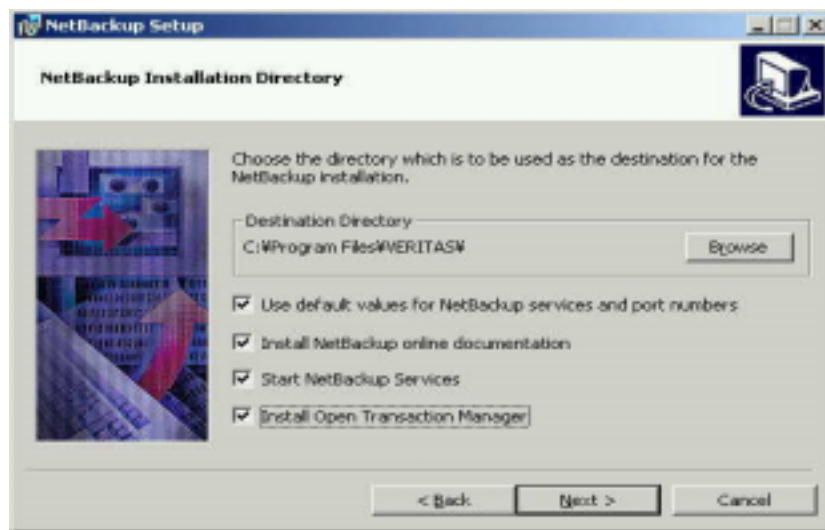 NetBackup Setup
NetBackup Installation Directory
Choose the directory which is to be used as the destination for the
NetBackup installation.
Destination Directory
C:¥Program Files¥VERITAS¥
Browse
Use default values for NetBackup services and port numbers
Install NetBackup online documentation
Start NetBackup Services
Install Open Transaction Manager
< Back
Next >
Cancel